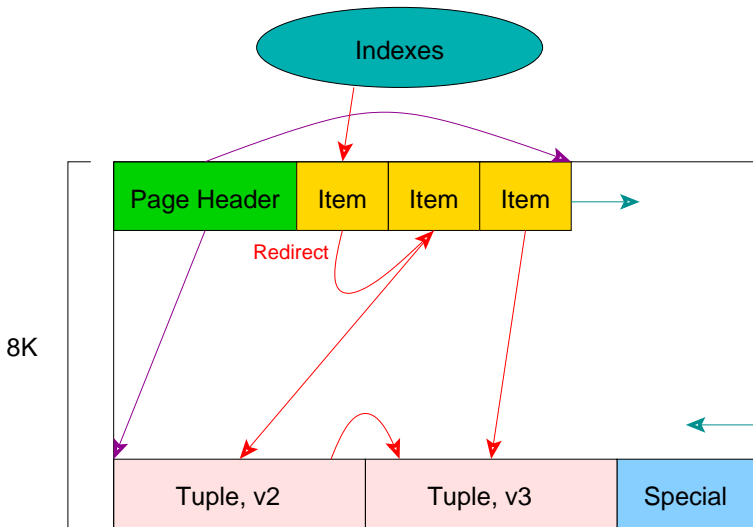 Indexes
Page Header Item Item Item
Redirect
8K
Tuple, v2 Tuple, v3 Special